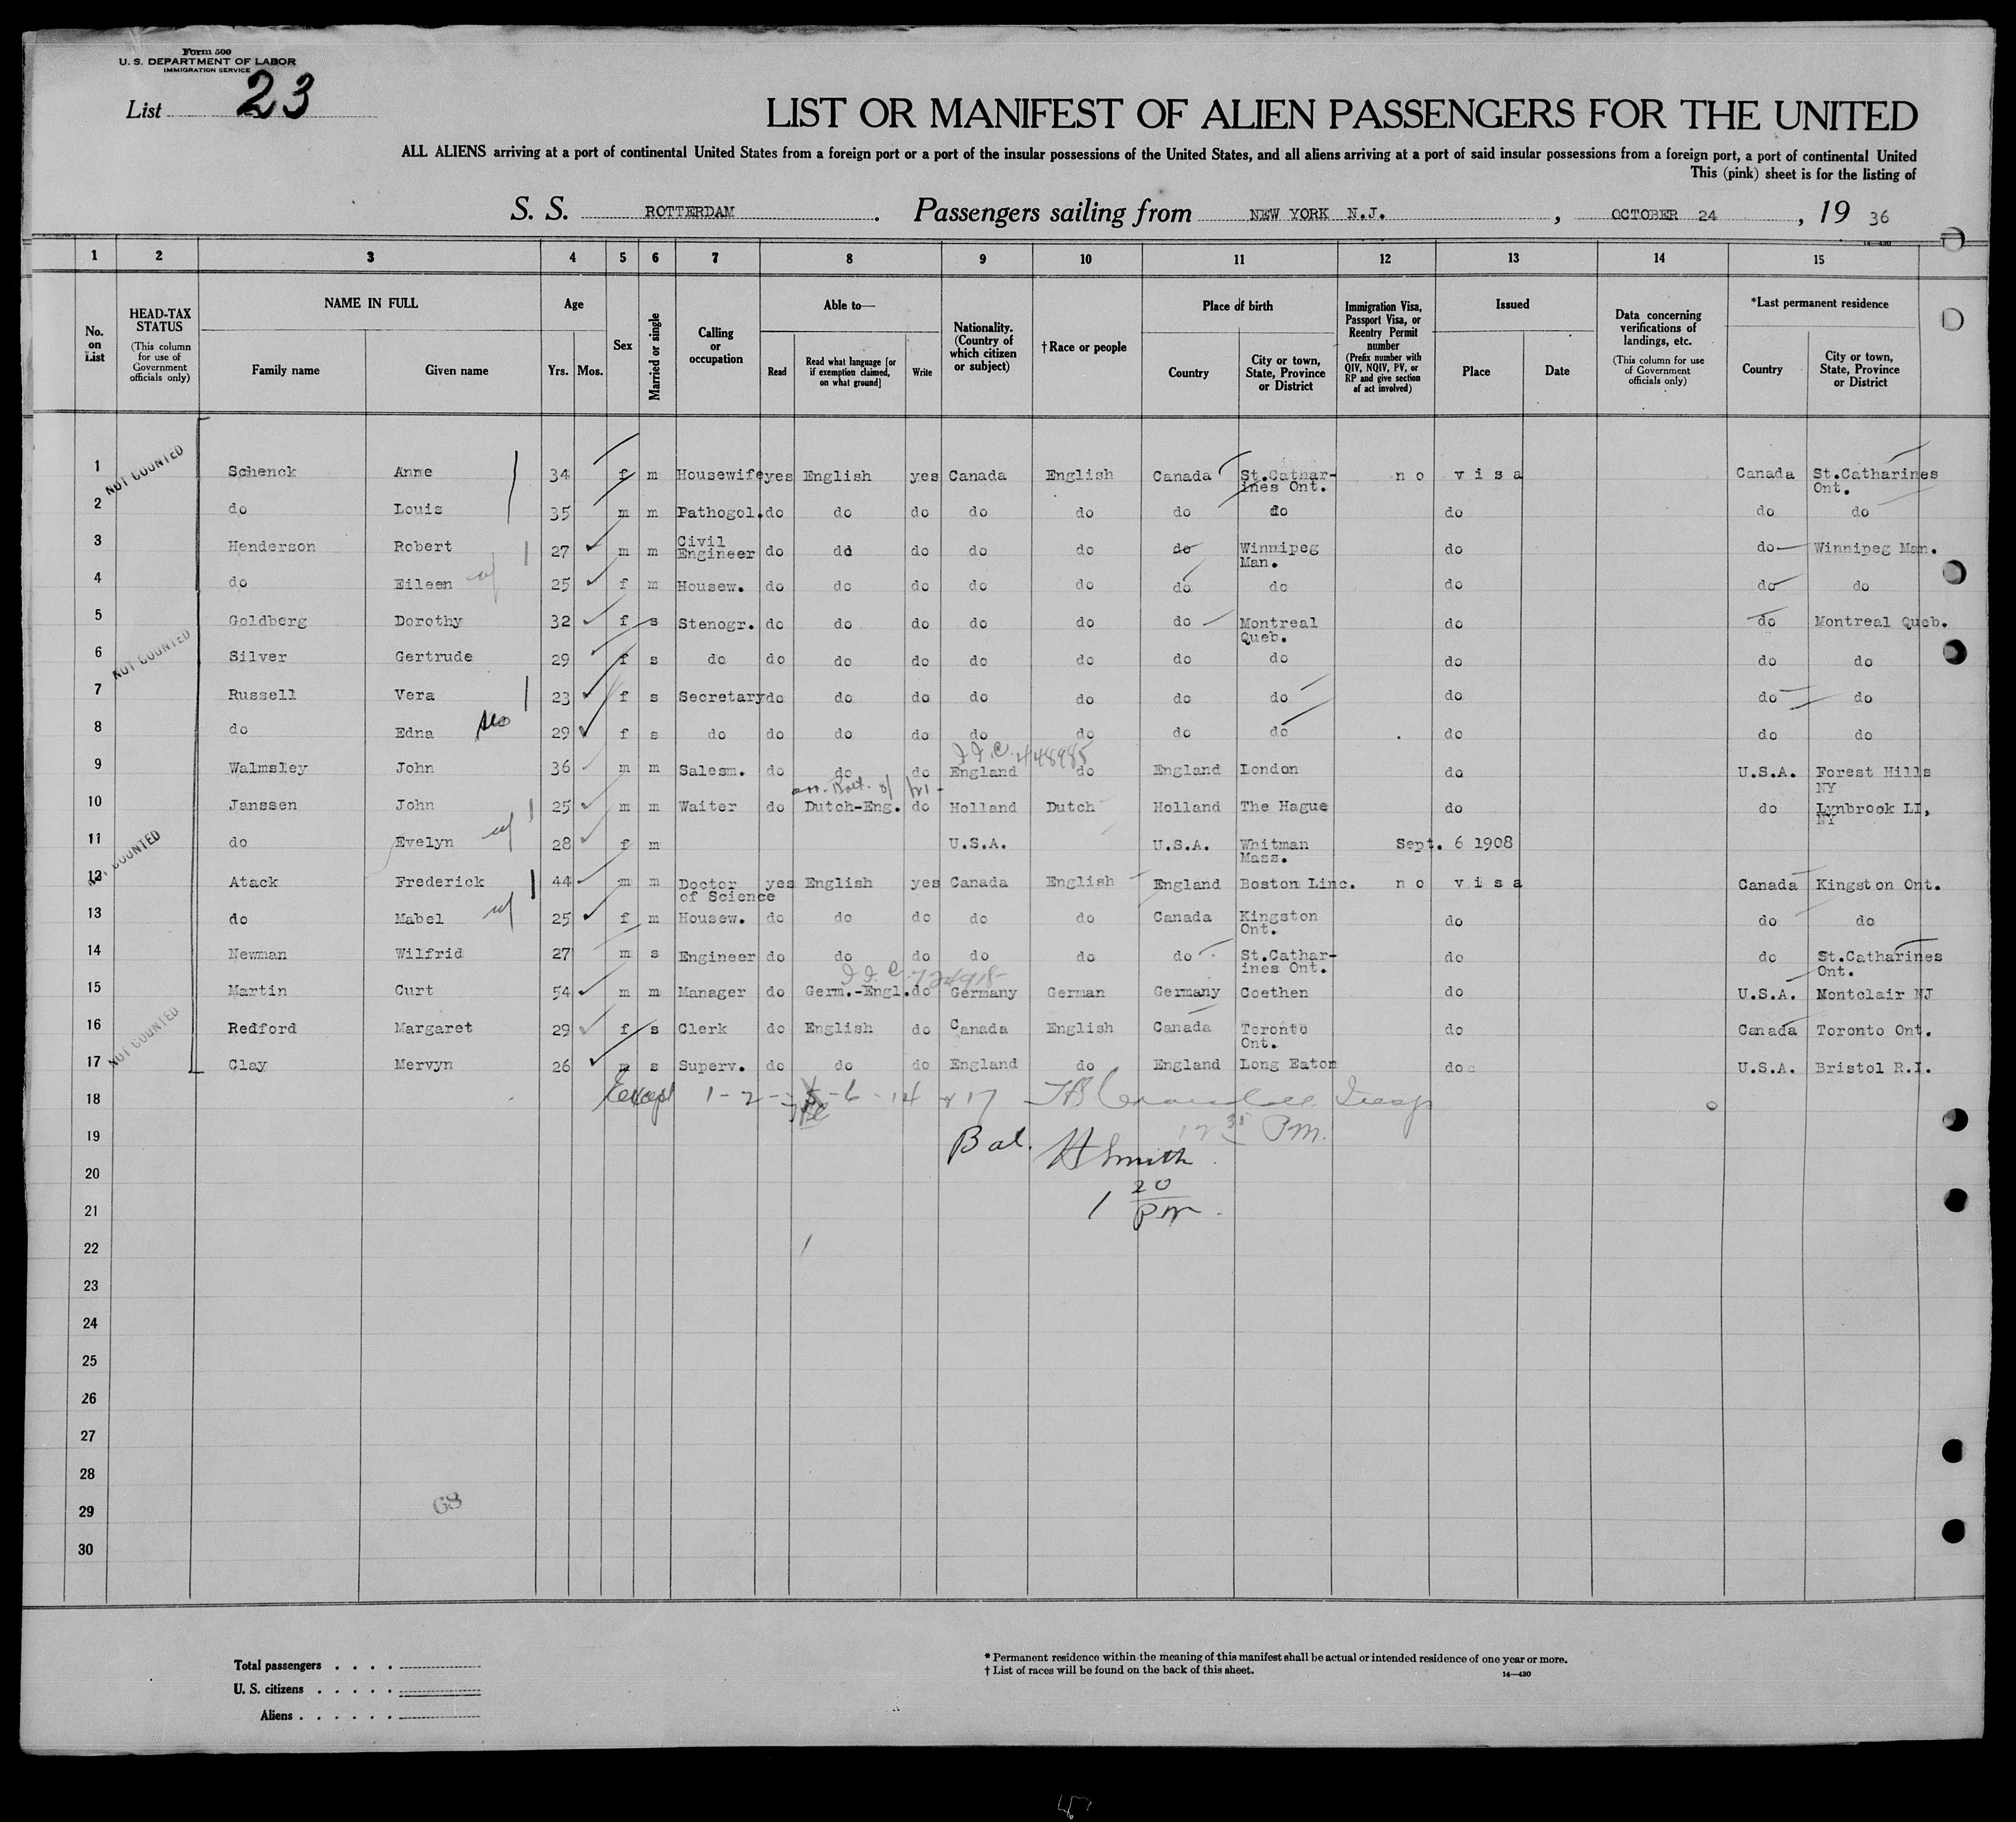 Form 500
U. S. DEPARTMENT OF LABOR
IMMIGRATION SERVICE
List 23
LIST OR MANIFEST OF ALIEN PASSENGERS FOR THE UNITED
ALL ALIENS arriving at a port of continental United States from a foreign port or a port of the insular possessions of the United States, and all aliens arriving at a port of said insular possessions from a foreign port, a port of continental United
This (pink) sheet is for the listing of
S. S. ROTTERDAM . Passengers sailing from NEW YORK N.J. , OCTOBER 24 , 19 36
1 2 3 4 5 6 7 8 9 10 11 12 13 14 15
No. on List
HEAD-TAX STATUS (This column for use of Government officials only)
NAME IN FULL Family name Given name
Age Yrs. Mos.
Sex
Married or single
Calling or occupation
Able to— Read Read what language [or if exemption claimed, on what ground] Write
Nationality. (Country of which citizen or subject)
†Race or people
Place of birth Country City or town, State, Province or District
Immigration Visa, Passport Visa, or Reentry Permit number (Prefix number with QIV, NQIV, PV, or RP and give section of act involved)
Issued Place Date
Data concerning verifications of landings, etc. (This column for use of Government officials only)
*Last permanent residence Country City or town, State, Province or District
1 NOT COUNTED Schenck Anne 34 f m Housewife yes English yes Canada English Canada St.Cathar-ines Ont. no visa Canada St.Catharines Ont.
2 do Louis 35 m m Pathogol. do do do do do do do do do do
3 Henderson Robert 27 m m Civil Engineer do do do do do do Winnipeg Man. do do Winnipeg Man.
4 do Eileen 25 f m Housew. do do do do do do do do do do
5 Goldberg Dorothy 32 f s Stenogr. do do do do do do Montreal Queb. do do Montreal Queb.
6 NOT COUNTED Silver Gertrude 29 f s do do do do do do do do do do do
7 Russell Vera 23 f s Secretary do do do do do do do do do do
8 do Edna 29 f s do do do do do do do do do do do
I.I.C. 448985
9 Walmsley John 36 m m Salesm. do do do England do England London do U.S.A. Forest Hills NY
10 Janssen John 25 m m Waiter do Dutch-Eng. do Holland Dutch Holland The Hague do do Lynbrook LI, NY
11 NOT COUNTED do Evelyn 28 f m U.S.A. U.S.A. Whitman Mass. Sept. 6 1908
12 Atack Frederick 44 m m Doctor of Science yes English yes Canada English England Boston Linc. no visa Canada Kingston Ont.
13 do Mabel 25 f m Housew. do do do do do Canada Kingston Ont. do do do
14 Newman Wilfrid 27 m s Engineer do do do do do do St.Cathar-ines Ont. do do St.Catharines Ont.
15 Martin Curt 54 m m Manager do Germ.-Engl. do Germany German Germany Coethen do U.S.A. Montclair NJ
16 NOT COUNTED Redford Margaret 29 f s Clerk do English do Canada English Canada Toronto Ont. do Canada Toronto Ont.
17 Clay Mervyn 26 m s Superv. do do do England do England Long Eaton do U.S.A. Bristol R.I.
18 Except 1-2- -6-14 & 17
19 Bal. H Smith 12 35 P.M.
20
21 1 20 PM
22
23
24
25
26
27
28
29 68
30
Total passengers
U. S. citizens
Aliens
* Permanent residence within the meaning of this manifest shall be actual or intended residence of one year or more.
† List of races will be found on the back of this sheet. 14—430